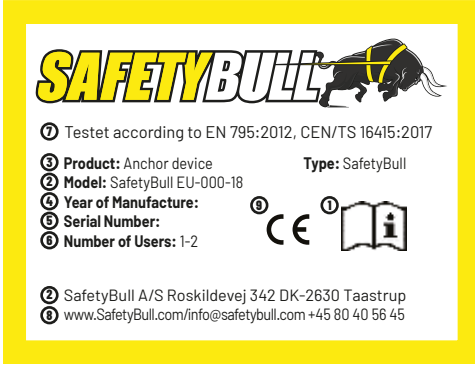 SAFETYBULL
⑦ Testet according to EN 795:2012, CEN/TS 16415:2017
③ Product: Anchor device Type: SafetyBull
② Model: SafetyBull EU-000-18
④ Year of Manufacture:
⑤ Serial Number:
⑥ Number of Users: 1-2
⑨ CE ① i
② SafetyBull A/S Roskildevej 342 DK-2630 Taastrup
⑧ www.SafetyBull.com/info@safetybull.com +45 80 40 56 45